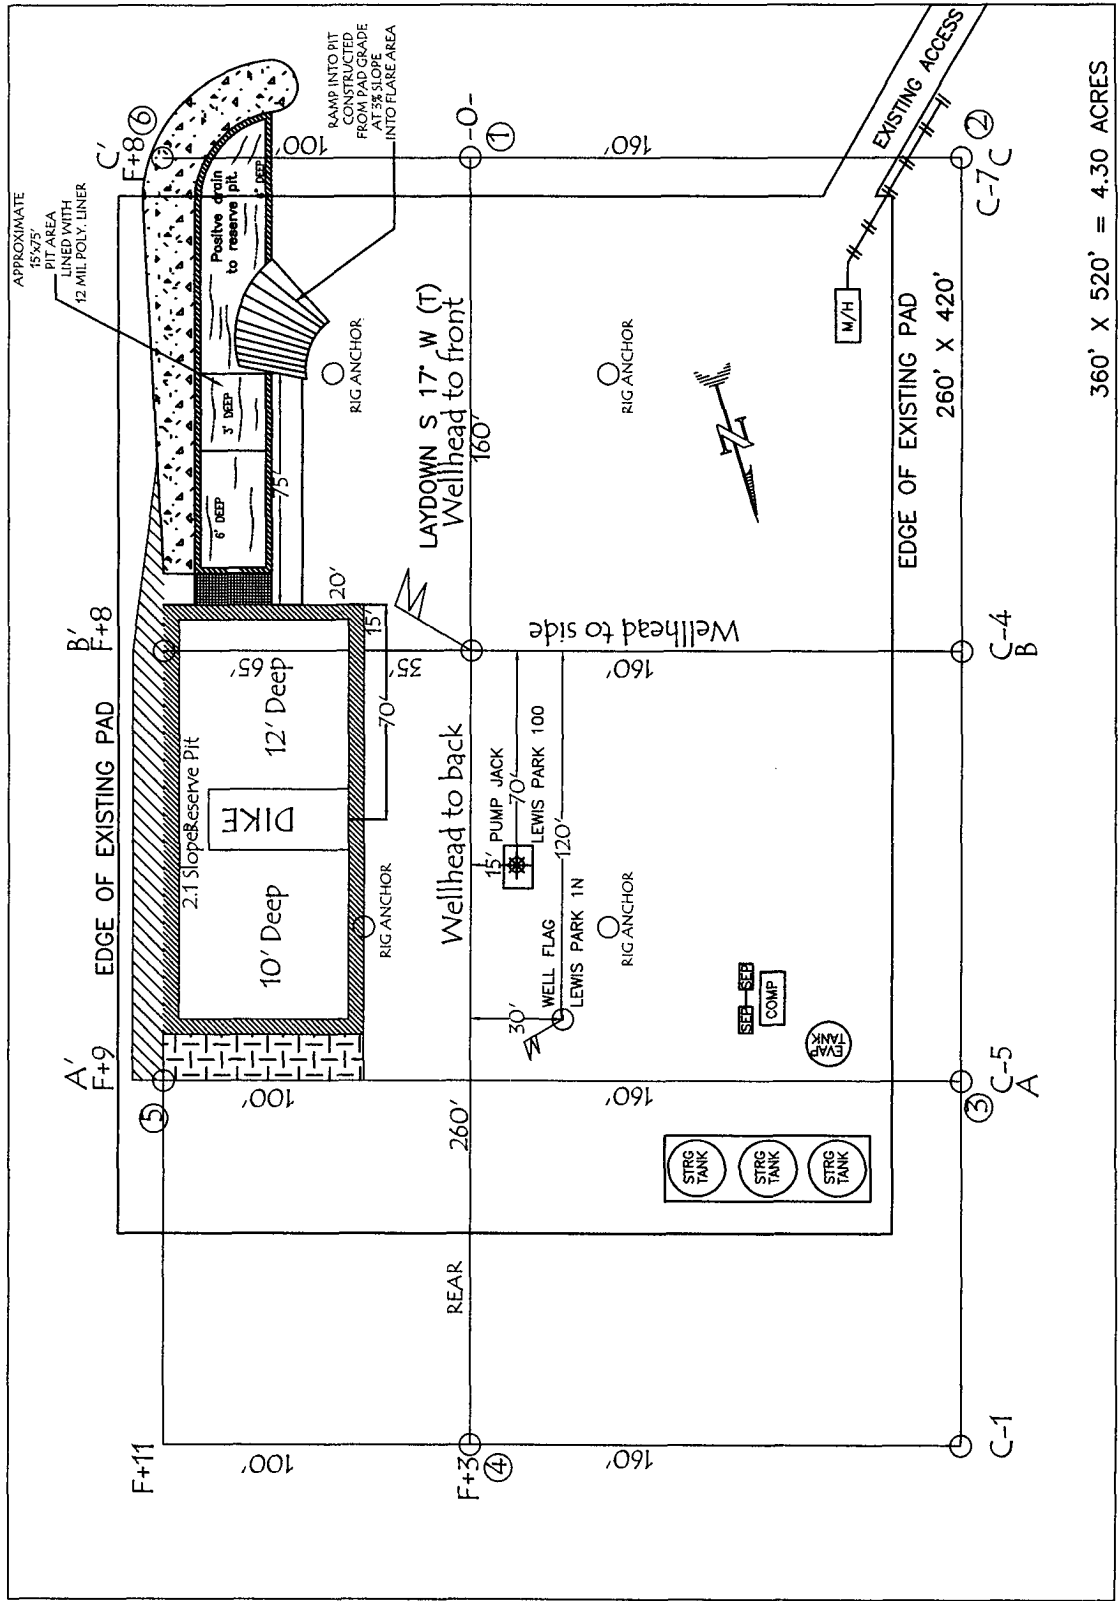 APPROXIMATE
15'x75'
PIT AREA
LINED WITH
12 MIL POLY. LINER
RAMP INTO PIT
CONSTRUCTED
FROM PAD GRADE
AT 3% SLOPE
INTO FLARE AREA
F+11
A'
F+9
5
EDGE OF EXISTING PAD
B'
F+8
C'
F+8
6
2.1 Slope
Reserve Pit
10' Deep
DIKE
12' Deep
6' DEEP
3' DEEP
Positve drain
to reserve pit.
6" DEEP
100'
100'
65'
35'
15'
20'
70'
75'
100'
RIG ANCHOR
RIG ANCHOR
LAYDOWN S 17° W (T)
Wellhead to front
160'
F+3
4
REAR
260'
Wellhead to back
-O-
1
15'
PUMP JACK
70'
LEWIS PARK 100
120'
30'
WELL FLAG
LEWIS PARK 1N
RIG ANCHOR
RIG ANCHOR
Wellhead to side
160'
160'
160'
160'
N
SEP
SEP
COMP
EVAP
TANK
STRG
TANK
STRG
TANK
STRG
TANK
M/H
EXISTING ACCESS
EDGE OF EXISTING PAD
260' X 420'
C-1
3
C-5
A
C-4
B
C-7
C
2
360' X 520' = 4.30 ACRES